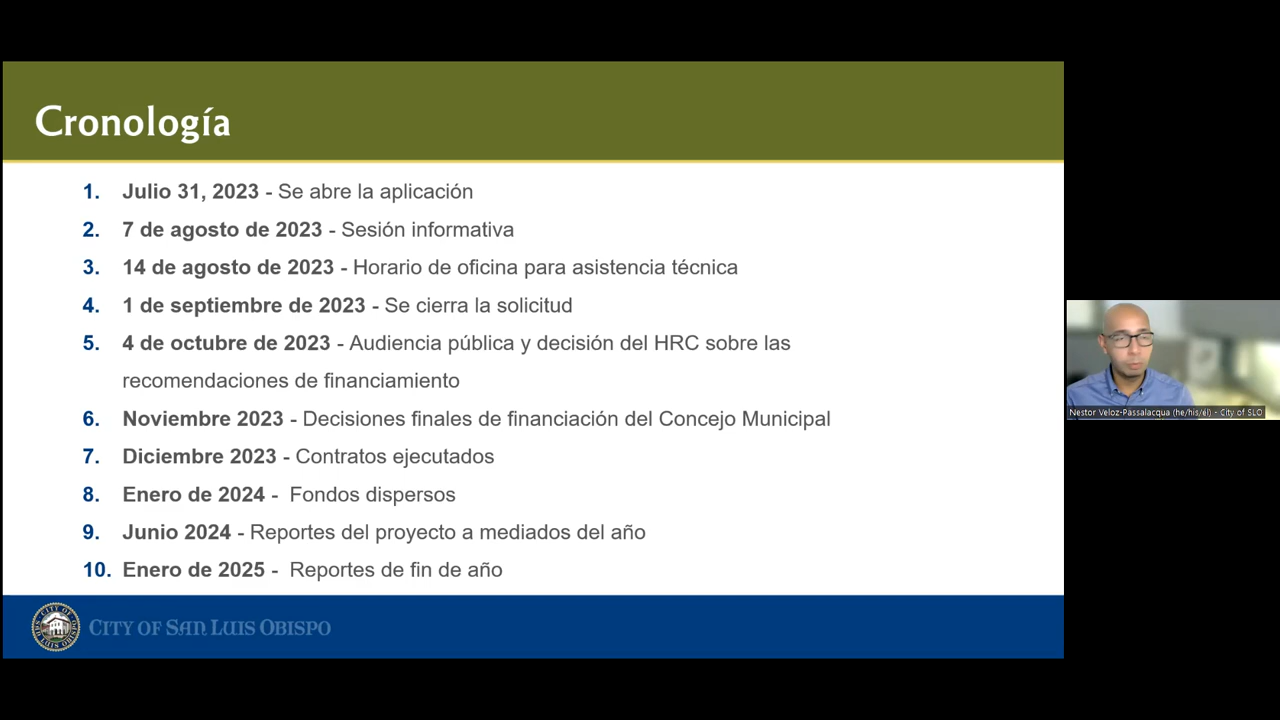 Cronología
1. Julio 31, 2023 - Se abre la aplicación
2. 7 de agosto de 2023 - Sesión informativa
3. 14 de agosto de 2023 - Horario de oficina para asistencia técnica
4. 1 de septiembre de 2023 - Se cierra la solicitud
5. 4 de octubre de 2023 - Audiencia pública y decisión del HRC sobre las
recomendaciones de financiamiento
6. Noviembre 2023 - Decisiones finales de financiación del Concejo Municipal
7. Diciembre 2023 - Contratos ejecutados
8. Enero de 2024 - Fondos dispersos
9. Junio 2024 - Reportes del proyecto a mediados del año
10. Enero de 2025 - Reportes de fin de año
CITY OF SAN LUIS OBISPO
Nestor Veloz-Passalacqua (he/his/él) - City of SLO